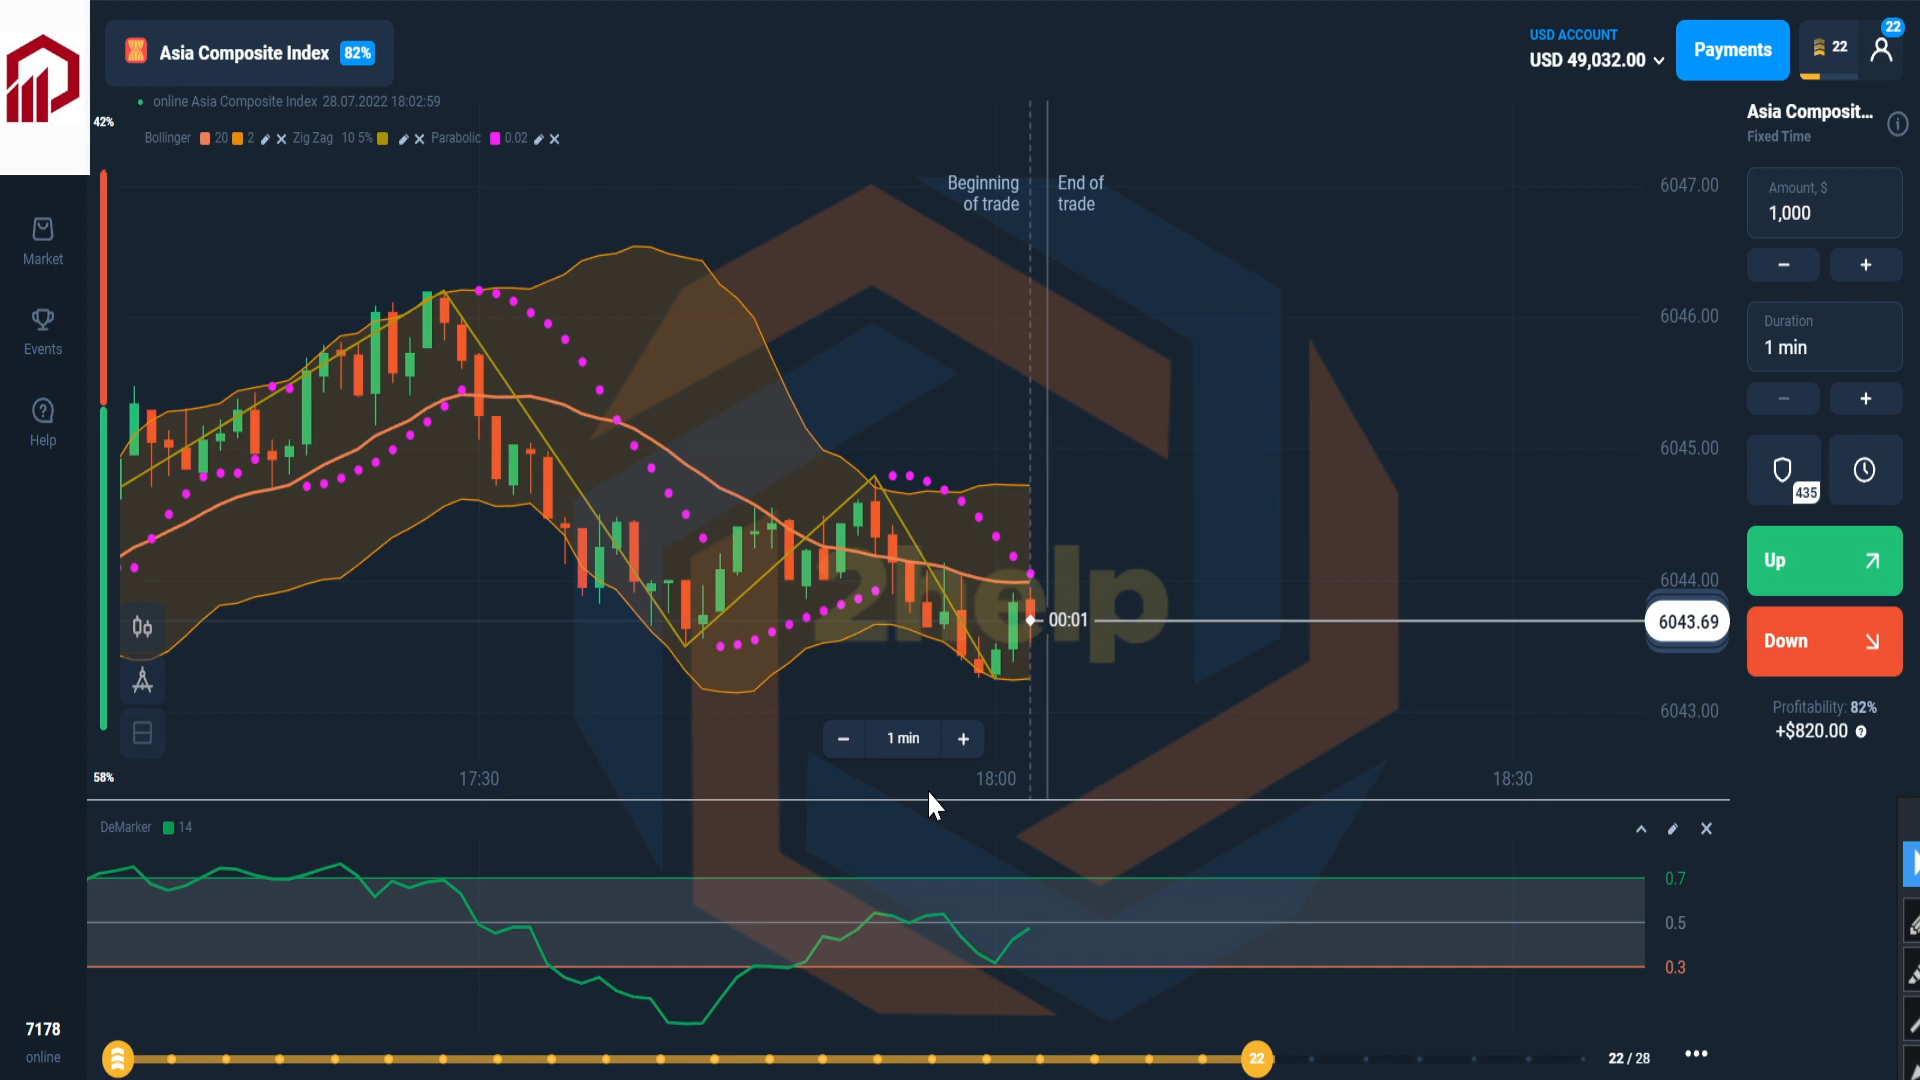 Asia Composite Index 82%
USD ACCOUNT
USD 49,032.00
Payments
22
22
online Asia Composite Index 28.07.2022 18:02:59
42%
Bollinger 20 2 Zig Zag 10 5% Parabolic 0.02
Asia Composit...
Fixed Time
Amount, $
1,000
Beginning
of trade
End of
trade
6047.00
6046.00
6045.00
6044.00
6043.69
6043.00
Market
Events
Help
Duration
1 min
435
Up
Down
Profitability: 82%
+$820.00
2help
00:01
1 min
58%
17:30
18:00
18:30
DeMarker 14
0.7
0.5
0.3
7178
online
22
22 / 28